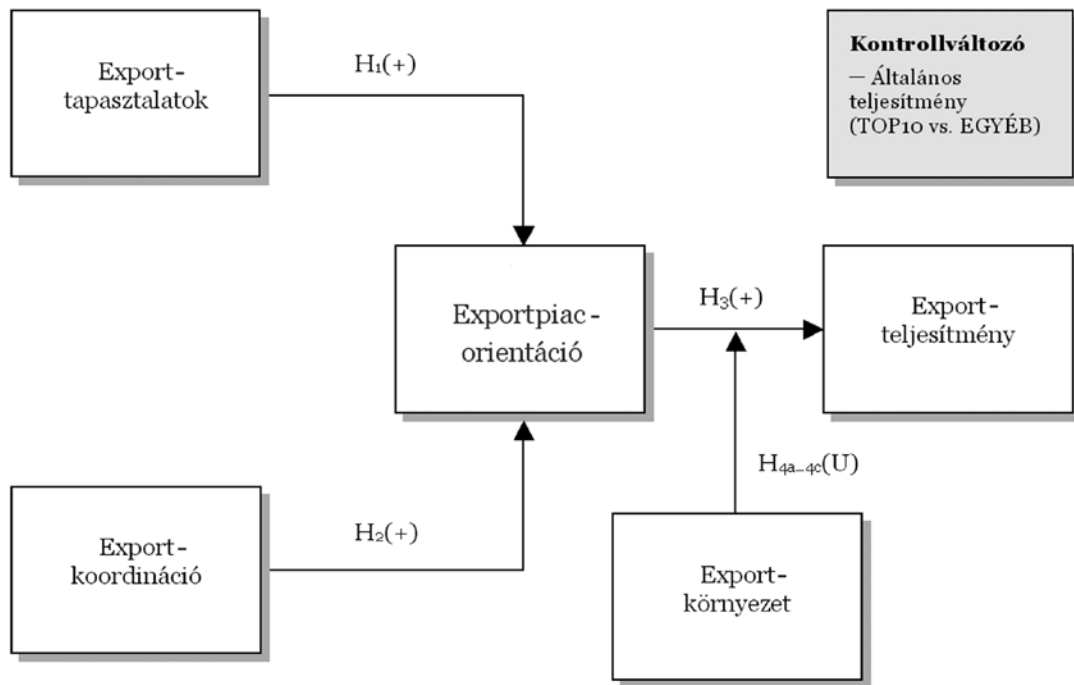 Export-
tapasztalatok
H₁(+)
Kontrollváltozó
– Általános
teljesítmény
(TOP10 vs. EGYÉB)
Exportpiac-
orientáció
H₃(+)
Export-
teljesítmény
H₄ₐ₋₄c(U)
Export-
koordináció
H₂(+)
Export-
környezet